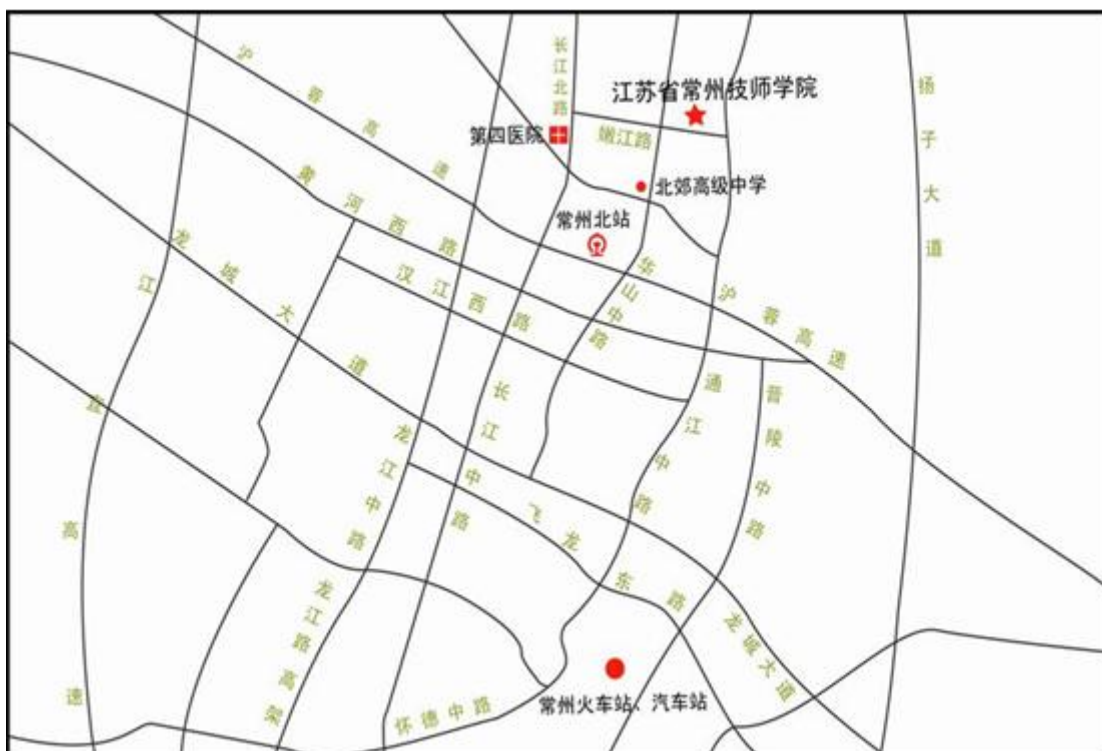 长江北路
沪蓉高速
江苏省常州技师学院
扬子大道
第四医院
嫩江路
北郊高级中学
黄河西路
常州北站
龙城大道
汉江西路
华山中路
沪蓉高速
江宜高速
长江中路
通江中路
晋陵中路
龙江中路
飞龙东路
龙江路高架
龙城大道
怀德中路
常州火车站、汽车站